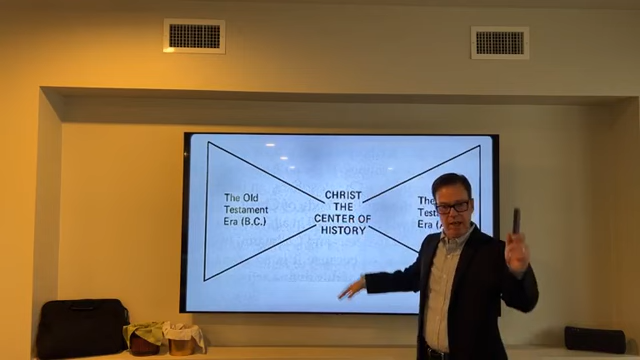 The Old
Testament
Era (B.C.)
CHRIST
THE
CENTER OF
HISTORY
The
Test
Era (